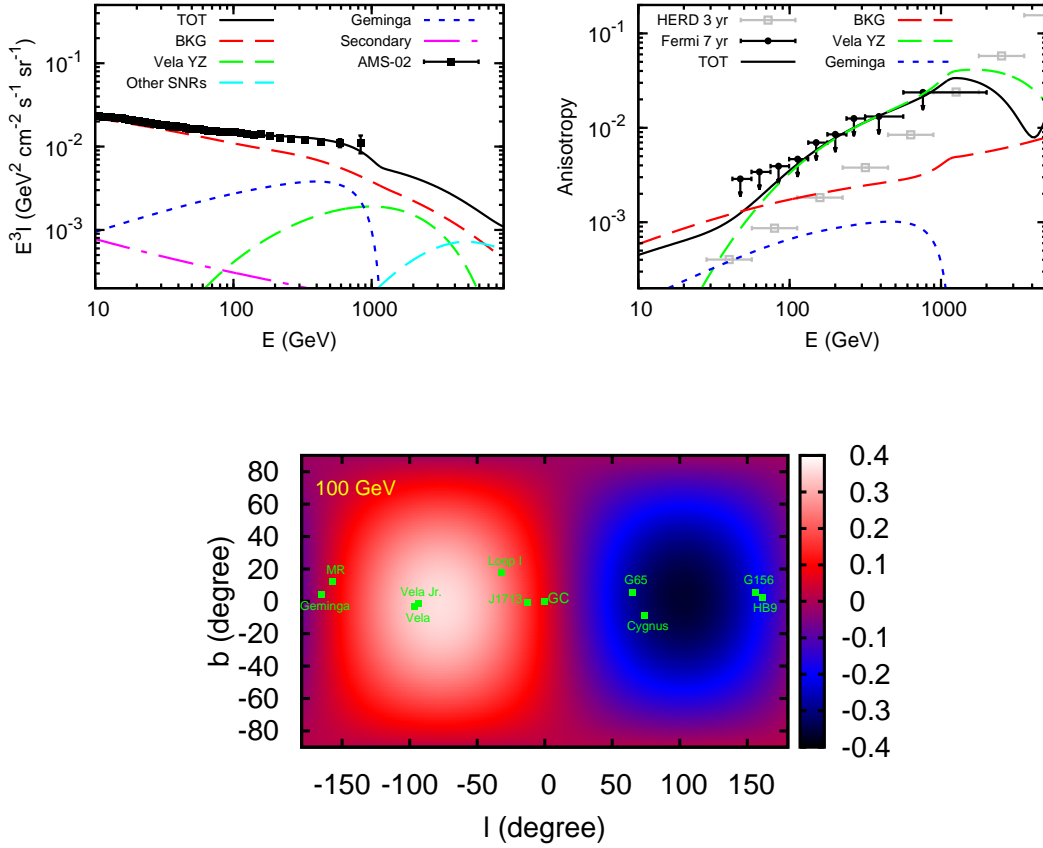 TOT
BKG
Vela YZ
Other SNRs
Geminga
Secondary
AMS-02
10⁻¹
10⁻²
10⁻³
E³I (GeV² cm⁻² s⁻¹ sr⁻¹)
10
100
1000
E (GeV)
HERD 3 yr
Fermi 7 yr
TOT
BKG
Vela YZ
Geminga
10⁻¹
10⁻²
10⁻³
Anisotropy
10
100
1000
E (GeV)
100 GeV
MR
Geminga
Vela Jr.
Vela
Loop I
J1713
GC
G65
Cygnus
G156
HB9
80
60
40
20
0
-20
-40
-60
-80
b (degree)
-150
-100
-50
0
50
100
150
l (degree)
0.4
0.3
0.2
0.1
0
-0.1
-0.2
-0.3
-0.4